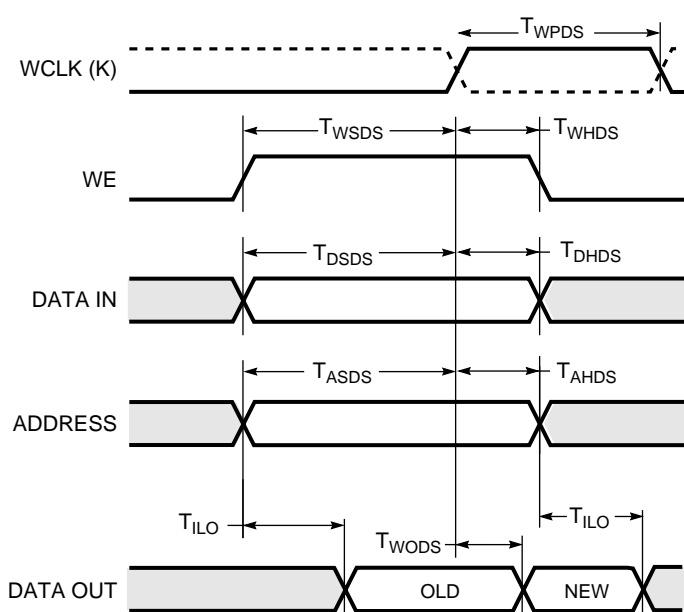 T_WPDS
WCLK (K)
T_WSDS
T_WHDS
WE
T_DSDS
T_DHDS
DATA IN
T_ASDS
T_AHDS
ADDRESS
T_ILO
T_WODS
T_ILO
DATA OUT
OLD
NEW